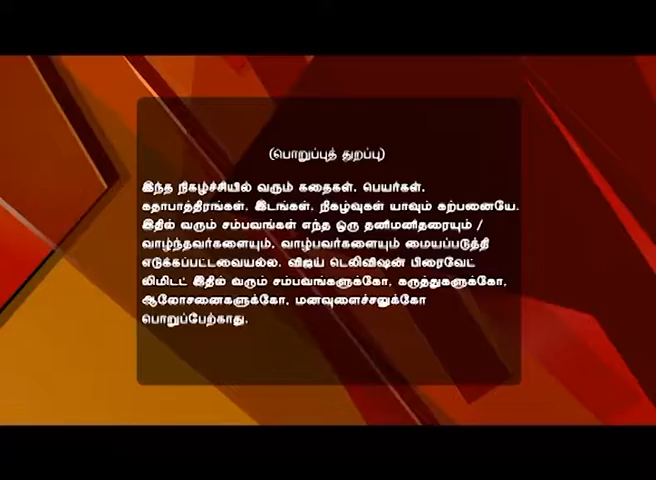 (பொறுப்புத் துறப்பு)
இந்த நிகழ்ச்சியில் வரும் கதைகள், பெயர்கள்,
கதாபாத்திரங்கள், இடங்கள், நிகழ்வுகள் யாவும் கற்பனையே.
இதில் வரும் சம்பவங்கள் எந்த ஒரு தனிமனிதரையும் /
வாழ்ந்தவர்களையும், வாழ்பவர்களையும் மையப்படுத்தி
எடுக்கப்பட்டவையல்ல. விஜய் டெலிவிஷன் பிரைவேட்
லிமிடட் இதில் வரும் சம்பவங்களுக்கோ, கருத்துகளுக்கோ,
ஆலோசனைகளுக்கோ, மனவுளைச்சலுக்கோ
பொறுப்பேற்காது.